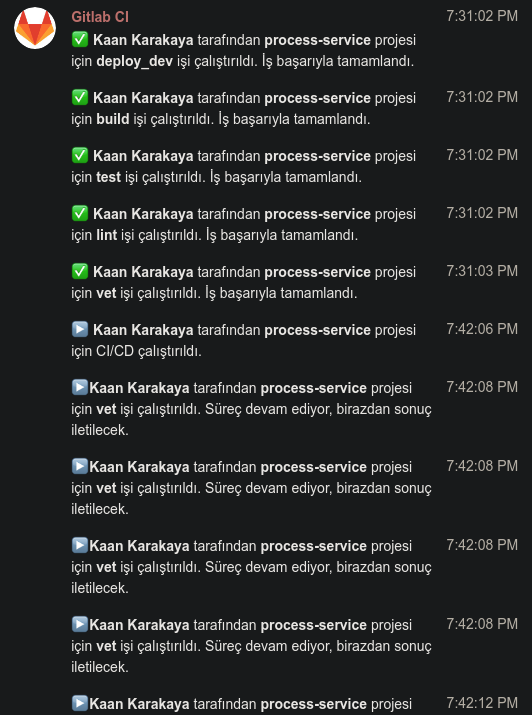 Gitlab CI 7:31:02 PM
✅ Kaan Karakaya tarafından process-service projesi
için deploy_dev işi çalıştırıldı. İş başarıyla tamamlandı.
✅ Kaan Karakaya tarafından process-service projesi 7:31:02 PM
için build işi çalıştırıldı. İş başarıyla tamamlandı.
✅ Kaan Karakaya tarafından process-service projesi 7:31:02 PM
için test işi çalıştırıldı. İş başarıyla tamamlandı.
✅ Kaan Karakaya tarafından process-service projesi 7:31:02 PM
için lint işi çalıştırıldı. İş başarıyla tamamlandı.
✅ Kaan Karakaya tarafından process-service projesi 7:31:03 PM
için vet işi çalıştırıldı. İş başarıyla tamamlandı.
▶️ Kaan Karakaya tarafından process-service projesi 7:42:06 PM
için CI/CD çalıştırıldı.
▶️Kaan Karakaya tarafından process-service projesi 7:42:08 PM
için vet işi çalıştırıldı. Süreç devam ediyor, birazdan sonuç
iletilecek.
▶️Kaan Karakaya tarafından process-service projesi 7:42:08 PM
için vet işi çalıştırıldı. Süreç devam ediyor, birazdan sonuç
iletilecek.
▶️Kaan Karakaya tarafından process-service projesi 7:42:08 PM
için vet işi çalıştırıldı. Süreç devam ediyor, birazdan sonuç
iletilecek.
▶️Kaan Karakaya tarafından process-service projesi 7:42:08 PM
için vet işi çalıştırıldı. Süreç devam ediyor, birazdan sonuç
iletilecek.
▶️Kaan Karakaya tarafından process-service projesi 7:42:12 PM